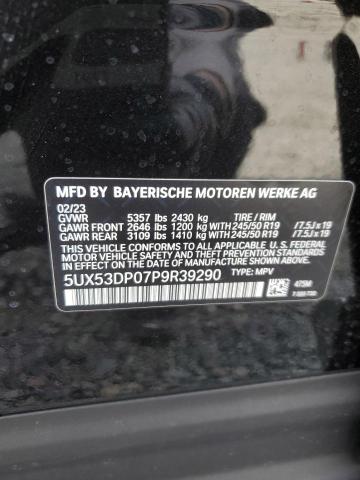 MFD BY BAYERISCHE MOTOREN WERKE AG
02/23
GVWR 5357 lbs 2430 kg TIRE / RIM
GAWR FRONT 2646 lbs 1200 kg WITH 245/50 R19 /7.5J x 19
GAWR REAR 3109 lbs 1410 kg WITH 245/50 R19 /7.5J x 19
THIS VEHICLE CONFORMS TO ALL APPLICABLE U. S. FEDERAL
MOTOR VEHICLE SAFETY STANDARDS IN EFFECT
ON THE DATE OF MANUFACTURE SHOWN ABOVE.
5UX53DP07P9R39290 TYPE: MPV
475M